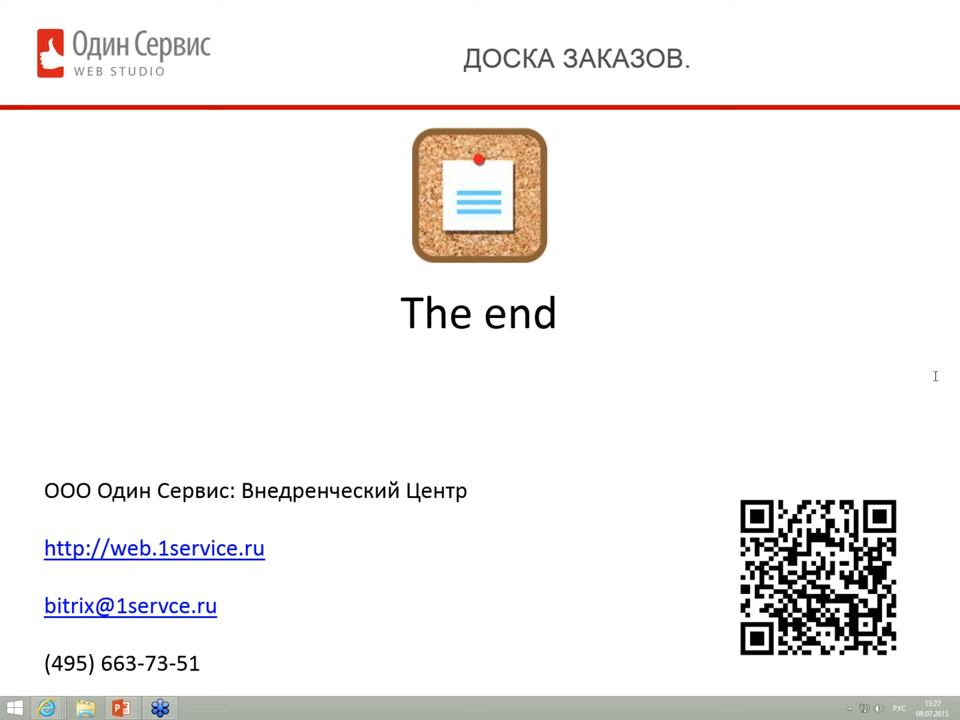 Один Сервис
WEB STUDIO
ДОСКА ЗАКАЗОВ.
The end
ООО Один Сервис: Внедренческий Центр
http://web.1service.ru
bitrix@1servce.ru
(495) 663-73-51
РУС
13:27
09.07.2015